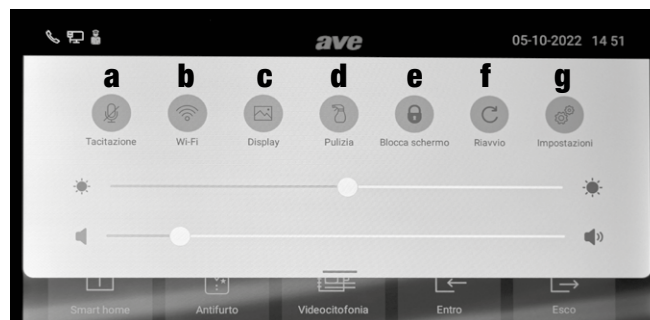 ave
05-10-2022 14 51
a b c d e f g
Tacitazione Wi-Fi Display Pulizia Blocca schermo Riavvio Impostazioni
Smart home Antifurto Videocitofonia Entro Esco